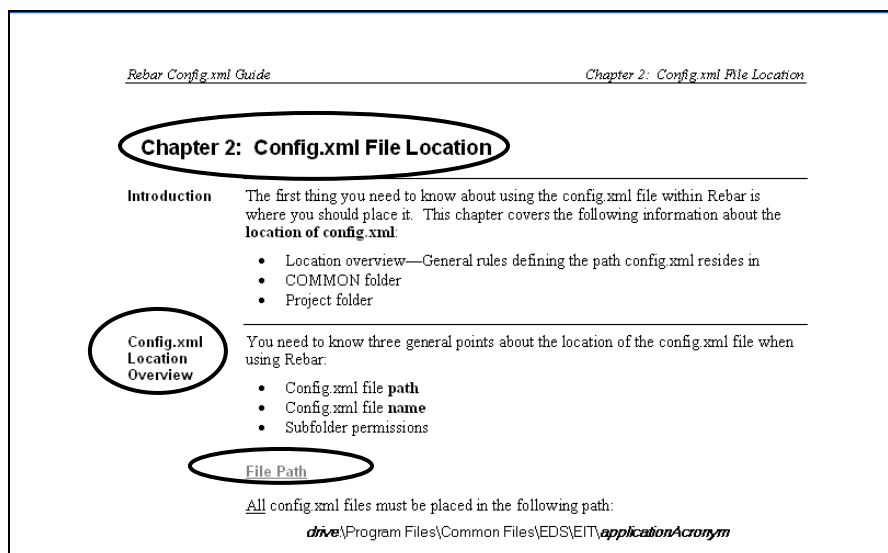 Rebar Config.xml Guide Chapter 2: Config.xml File Location
Chapter 2: Config.xml File Location
Introduction
The first thing you need to know about using the config.xml file within Rebar is
where you should place it. This chapter covers the following information about the
location of config.xml:
• Location overview—General rules defining the path config.xml resides in
• COMMON folder
• Project folder
Config.xml
Location
Overview
You need to know three general points about the location of the config.xml file when
using Rebar:
• Config.xml file path
• Config.xml file name
• Subfolder permissions
File Path
All config.xml files must be placed in the following path:
drive:\Program Files\Common Files\EDS\EIT\applicationAcronym